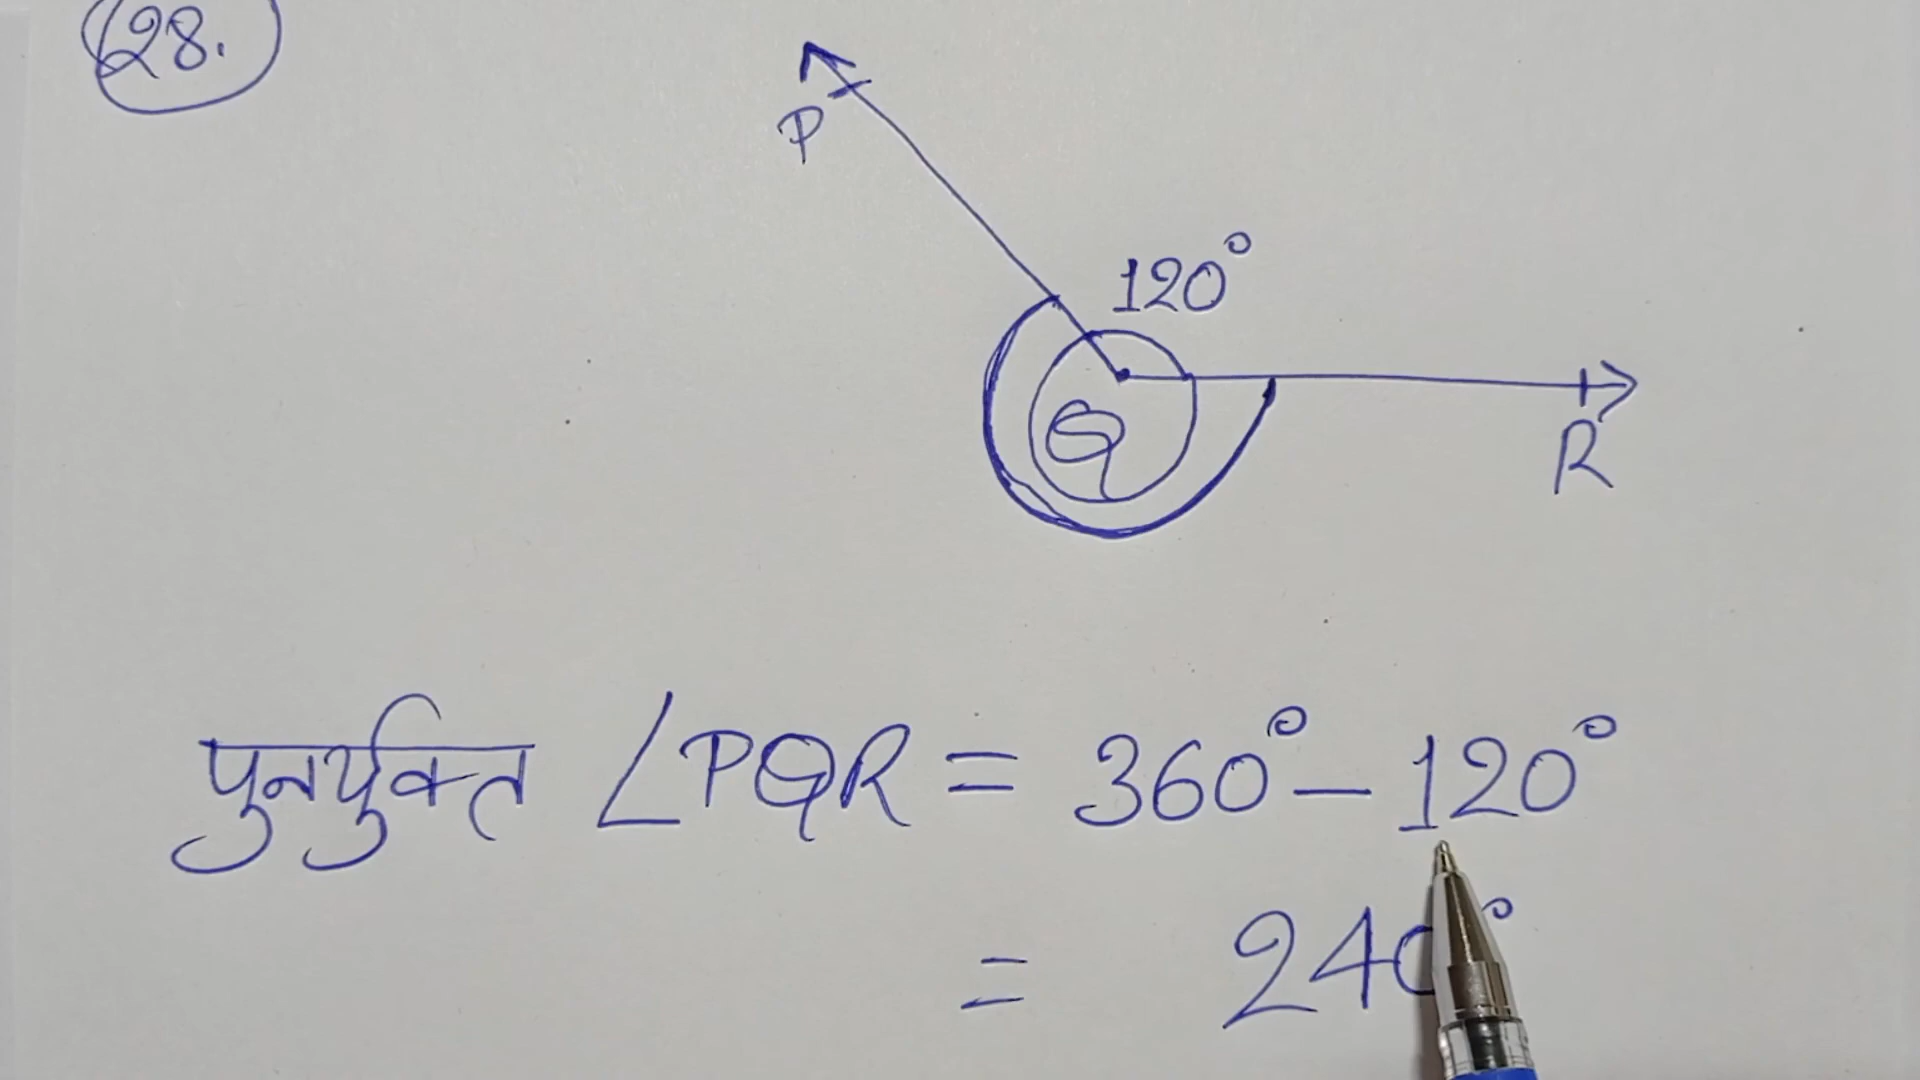 28.
P
120°
Q
R
पुनर्युक्त ∠PQR = 360° – 120°
= 240°